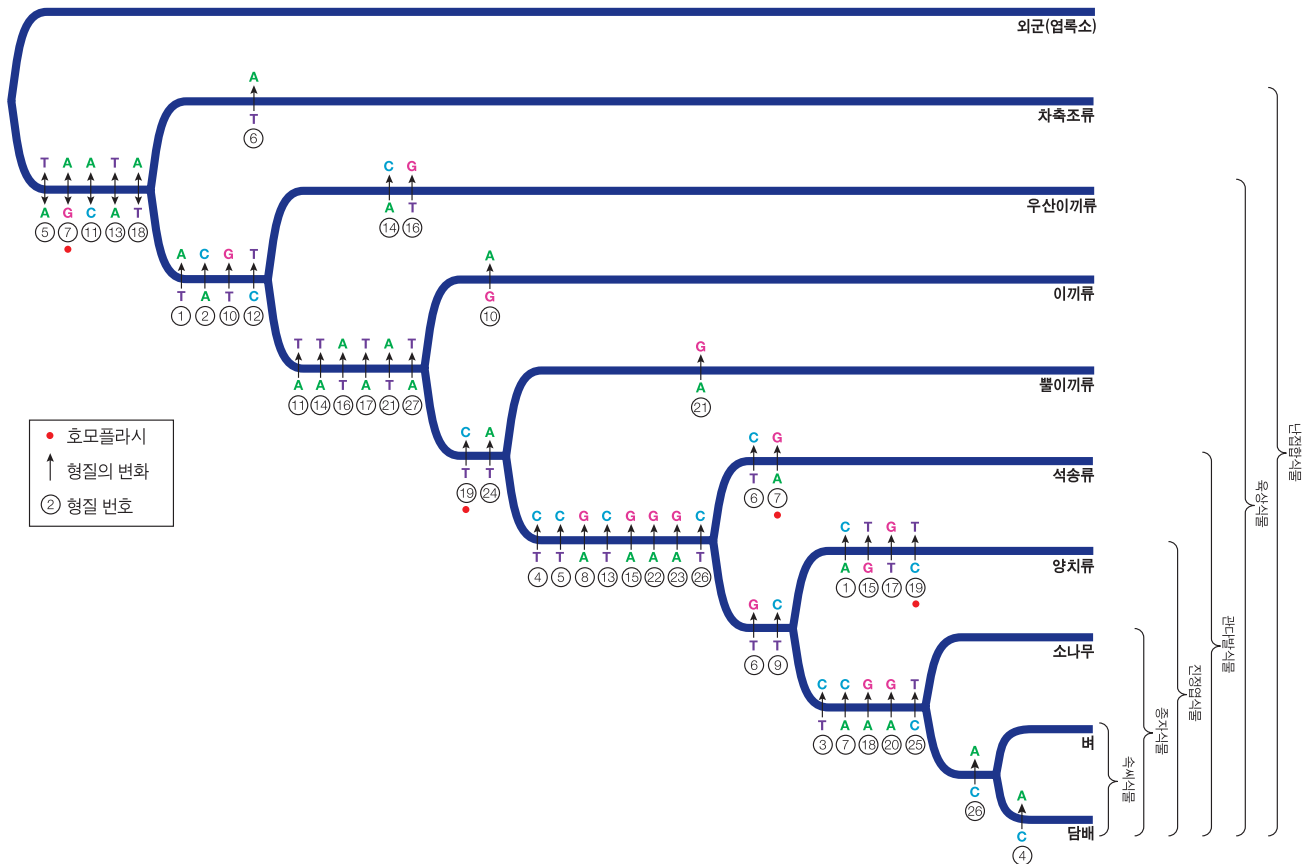 외군(엽록소)
A
T
6
차축조류
T A A T A
A G C A T
5 7 11 13 18
C G
A T
14 16
우산이끼류
A C G T
T A T C
1 2 10 12
A
G
10
이끼류
T T A T A T
A A T A T A
11 14 16 17 21 27
G
A
21
뿔이끼류
C A
T T
19 24
C G
T A
6 7
석송류
호모플라시
형질의 변화
② 형질 번호
C C G C G G G C
T T A T A A A T
4 5 8 13 15 22 23 26
C T G T
A G T C
1 15 17 19
양치류
G C
T T
6 9
소나무
C C G G T
T A A A C
3 7 18 20 25
벼
A
C
26
A
C
4
담배
속씨식물
종자식물
진정엽식물
관다발식물
육상식물
난접합식물